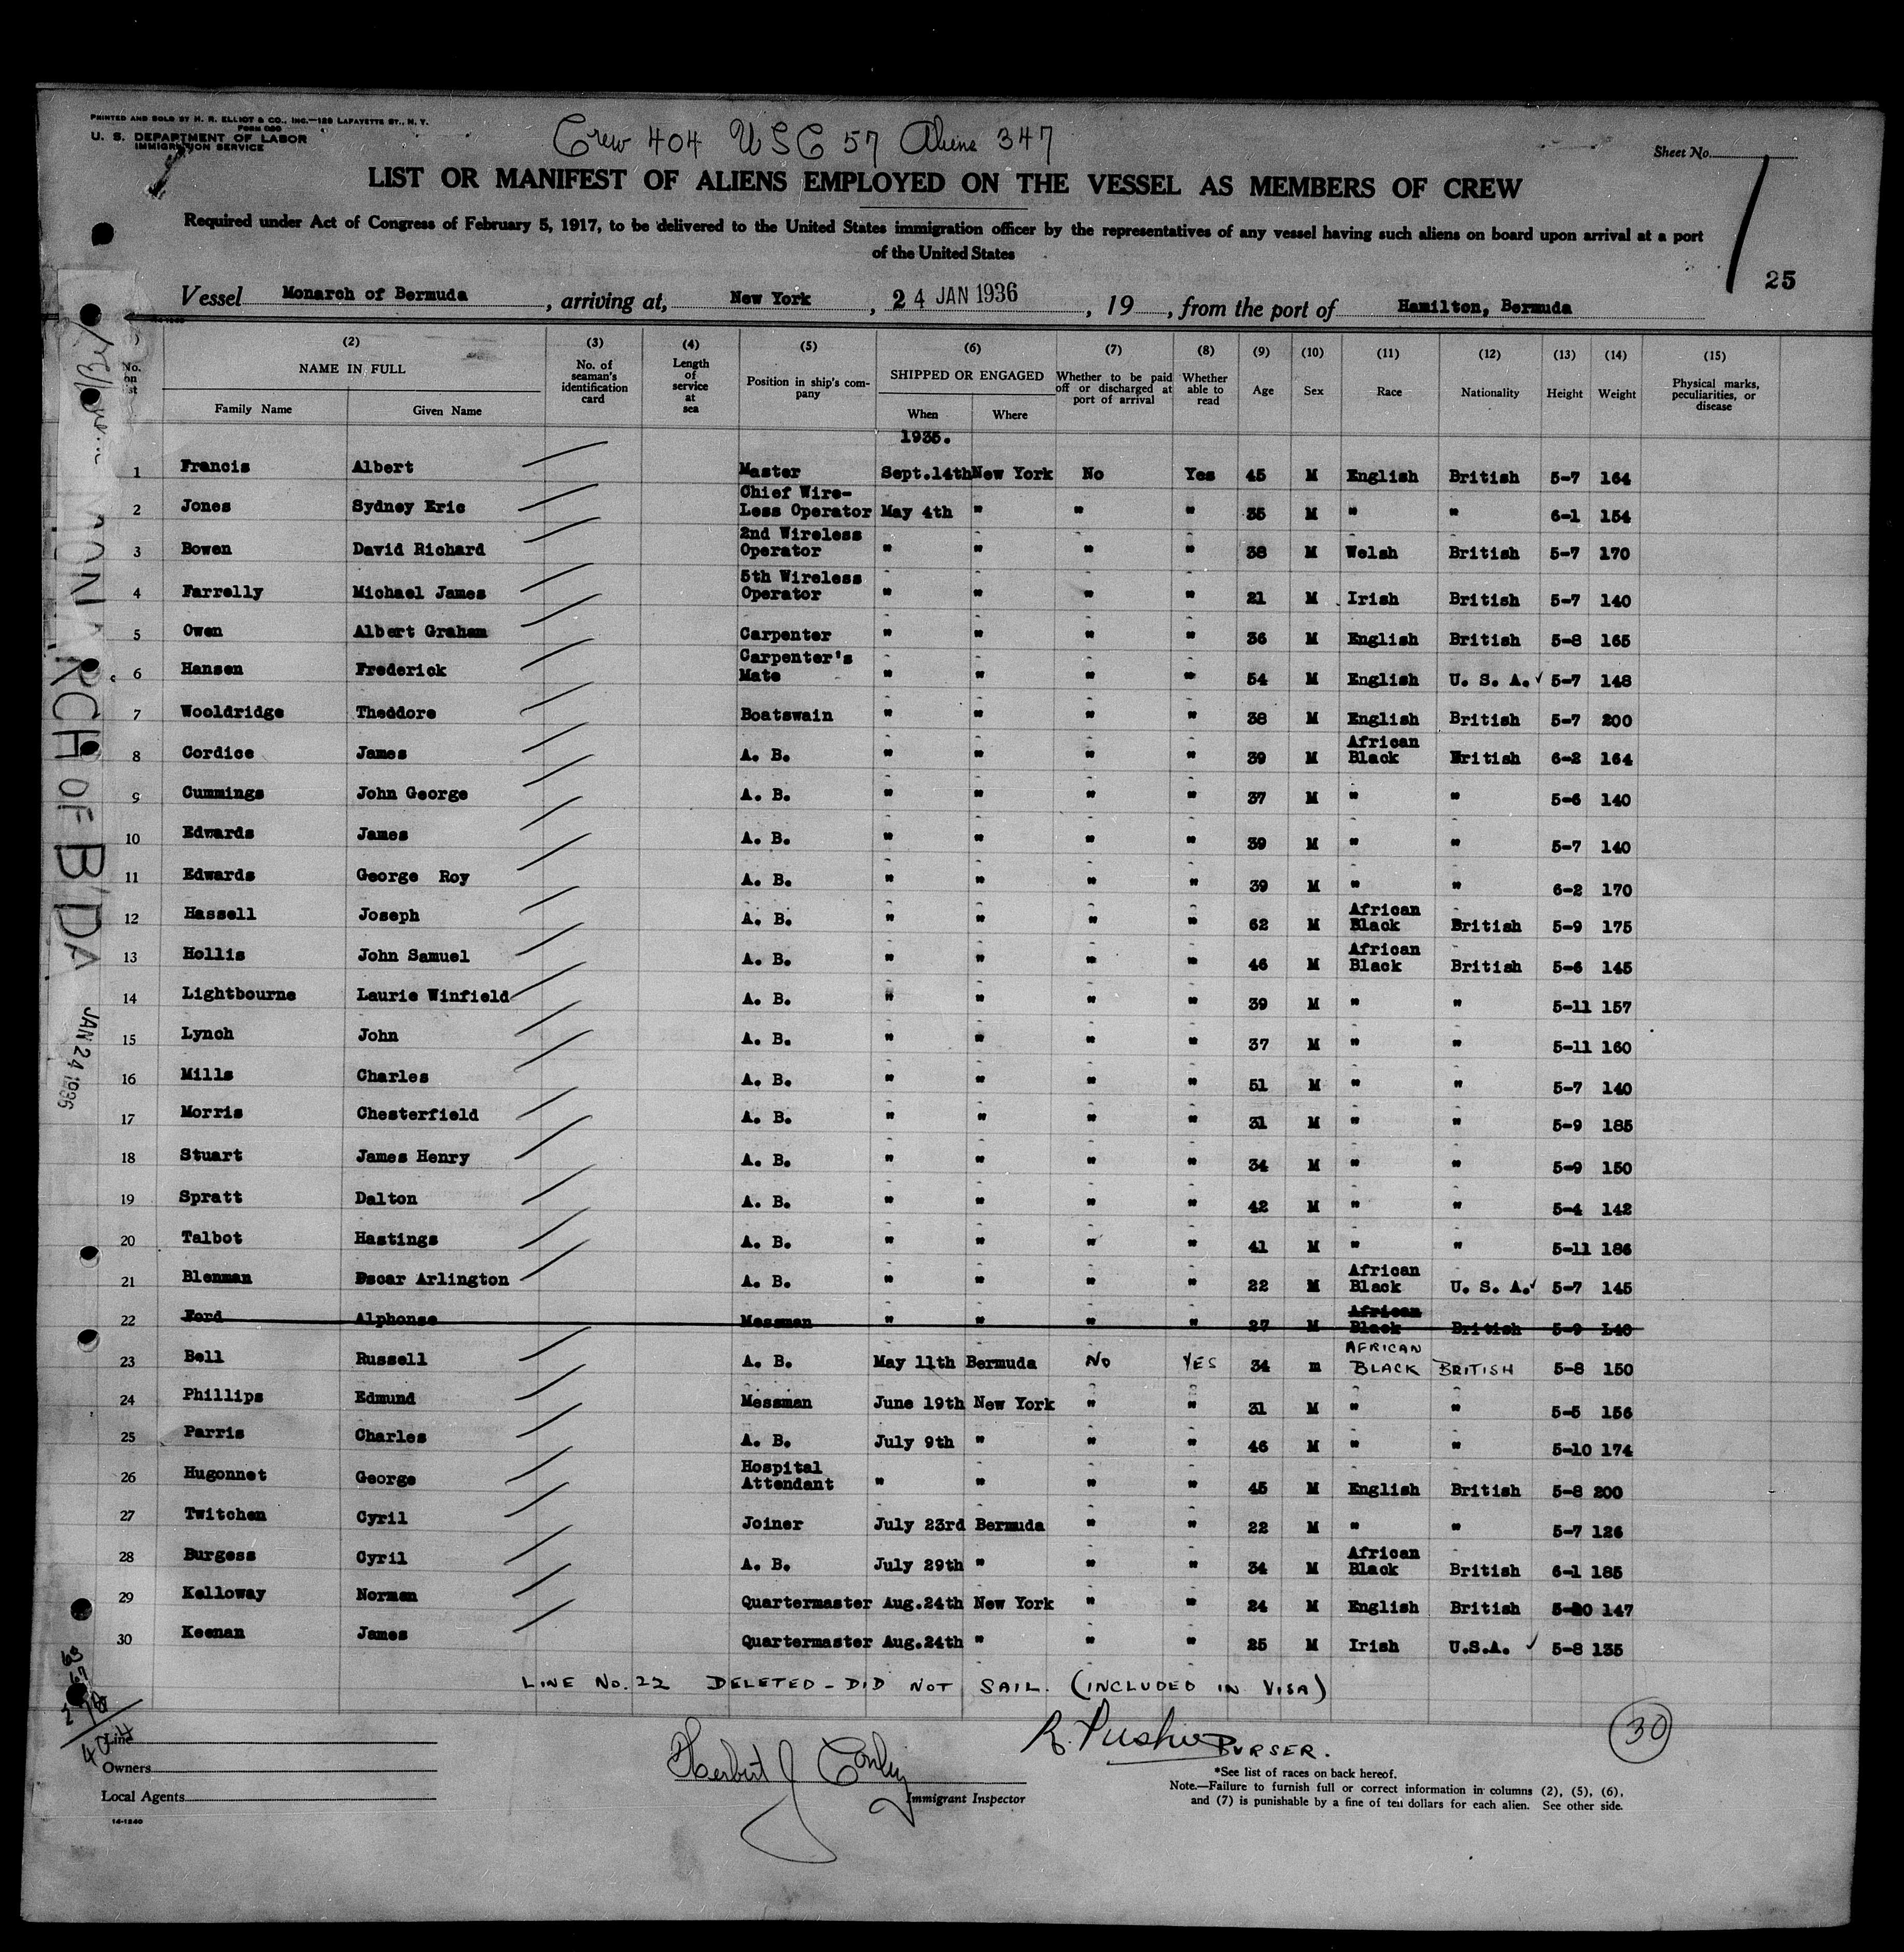 PRINTED AND SOLD BY H. R. ELLIOT & CO., INC.—129 LAFAYETTE ST., N. Y.
U. S. DEPARTMENT OF LABOR
IMMIGRATION SERVICE
Crew 404 USC 57 Aliens 347
Sheet No. 1
LIST OR MANIFEST OF ALIENS EMPLOYED ON THE VESSEL AS MEMBERS OF CREW
Required under Act of Congress of February 5, 1917, to be delivered to the United States immigration officer by the representatives of any vessel having such aliens on board upon arrival at a port
of the United States
25
Vessel Monarch of Bermuda, arriving at, New York, 24 JAN 1936, 19, from the port of Hamilton, Bermuda
No. on list (2) NAME IN FULL Family Name Given Name (3) No. of seaman's identification card (4) Length of service at sea (5) Position in ship's company (6) SHIPPED OR ENGAGED When Where (7) Whether to be paid off or discharged at port of arrival (8) Whether able to read (9) Age (10) Sex (11) Race (12) Nationality (13) Height (14) Weight (15) Physical marks, peculiarities, or disease
1935.
1 Francis Albert Master Sept.14th New York No Yes 45 M English British 5-7 164
2 Jones Sydney Eric Chief Wire-Less Operator May 4th " " " 35 M " " 6-1 154
3 Bowen David Richard 2nd Wireless Operator " " " " 38 M Welsh British 5-7 170
4 Farrelly Michael James 5th Wireless Operator " " " " 21 M Irish British 5-7 140
5 Owen Albert Graham Carpenter " " " " 36 M English British 5-8 165
6 Hansen Frederick Carpenter's Mate " " " " 54 M English U. S. A. ✓ 5-7 148
7 Wooldridge Theddore Boatswain " " " " 38 M English British 5-7 200
8 Cordice James A. B. " " " " 39 M African Black British 6-2 164
9 Cummings John George A. B. " " " " 37 M " " 5-6 140
10 Edwards James A. B. " " " " 39 M " " 5-7 140
11 Edwards George Roy A. B. " " " " 39 M " " 6-2 170
12 Hassell Joseph A. B. " " " " 62 M African Black British 5-9 175
13 Hollis John Samuel A. B. " " " " 46 M African Black British 5-6 145
14 Lightbourne Laurie Winfield A. B. " " " " 39 M " " 5-11 157
15 Lynch John A. B. " " " " 37 M " " 5-11 160
16 Mills Charles A. B. " " " " 51 M " " 5-7 140
17 Morris Chesterfield A. B. " " " " 31 M " " 5-9 185
18 Stuart James Henry A. B. " " " " 34 M " " 5-9 150
19 Spratt Dalton A. B. " " " " 42 M " " 5-4 142
20 Talbot Hastings A. B. " " " " 41 M " " 5-11 186
21 Blenman Oscar Arlington A. B. " " " " 22 M African Black U. S. A. ✓ 5-7 145
22 Ford Alphonse Messman " " " " 27 M African Black British 5-9 140
23 Bell Russell A. B. May 11th Bermuda No YES 34 m AFRICAN BLACK BRITISH 5-8 150
24 Phillips Edmund Messman June 19th New York " " 31 M " " 5-5 156
25 Parris Charles A. B. July 9th " " " 46 M " " 5-10 174
26 Hugonnet George Hospital Attendant " " " " 45 M English British 5-8 200
27 Twitchen Cyril Joiner July 23rd Bermuda " " 22 M " " 5-7 126
28 Burgess Cyril A. B. July 29th " " " 34 M African Black British 6-1 185
29 Kelloway Norman Quartermaster Aug.24th New York " " 24 M English British 147
30 Keenan James Quartermaster Aug.24th " " " 25 M Irish U.S.A. ✓ 5-8 135
LINE NO. 22 DELETED - DID NOT SAIL. (INCLUDED IN VISA)
Line
Owners
Local Agents
14-1240
Herbert J Conley
Immigrant Inspector
PURSER.
30
*See list of races on back hereof.
Note.—Failure to furnish full or correct information in columns (2), (5), (6),
and (7) is punishable by a fine of ten dollars for each alien. See other side.
MONARCH OF B'DA JAN 24 1936
404